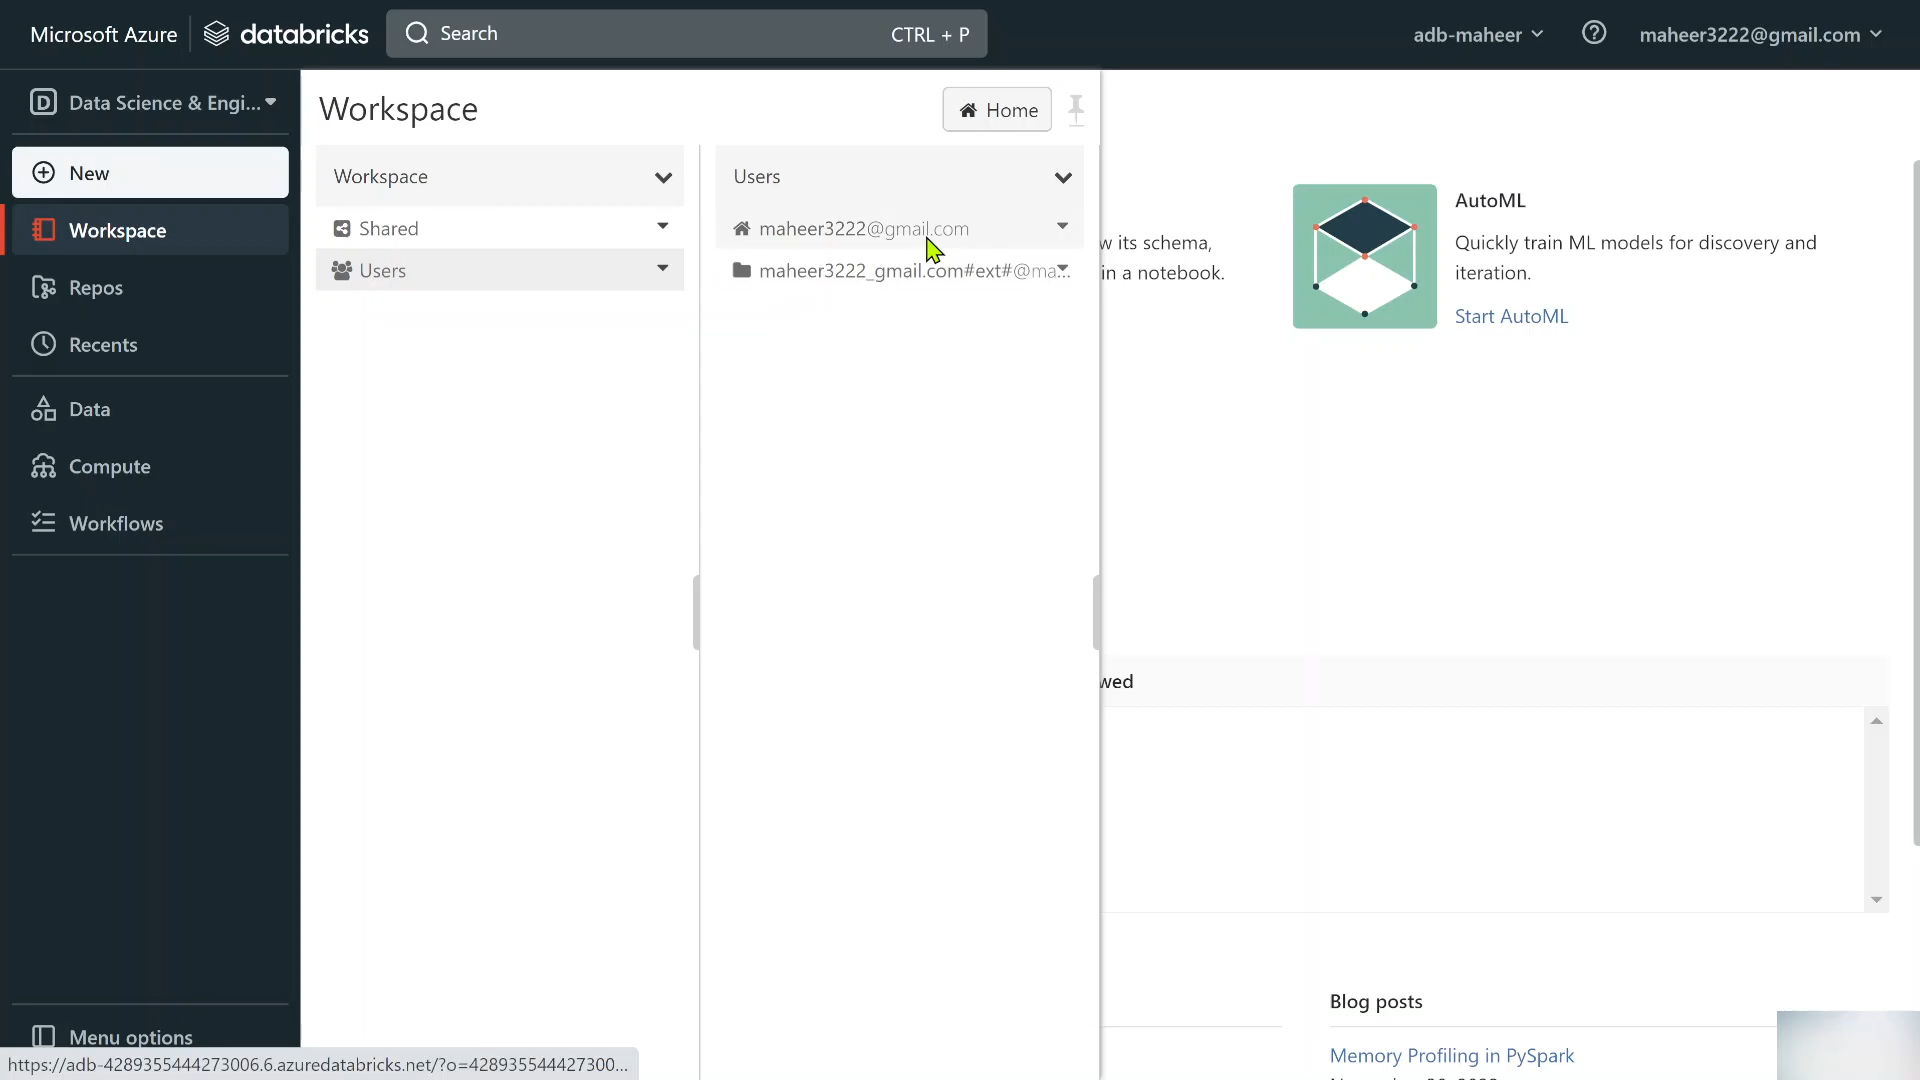 Microsoft Azure
databricks
Search
CTRL + P
adb-maheer
maheer3222@gmail.com
Data Science & Engi...
New
Workspace
Repos
Recents
Data
Compute
Workflows
Menu options
Workspace
Home
Workspace
Shared
Users
Users
maheer3222@gmail.com
maheer3222_gmail.com#ext#@ma...
w its schema,
in a notebook.
AutoML
Quickly train ML models for discovery and
iteration.
Start AutoML
wed
Blog posts
Memory Profiling in PySpark
https://adb-4289355444273006.6.azuredatabricks.net/?o=428935544427300...